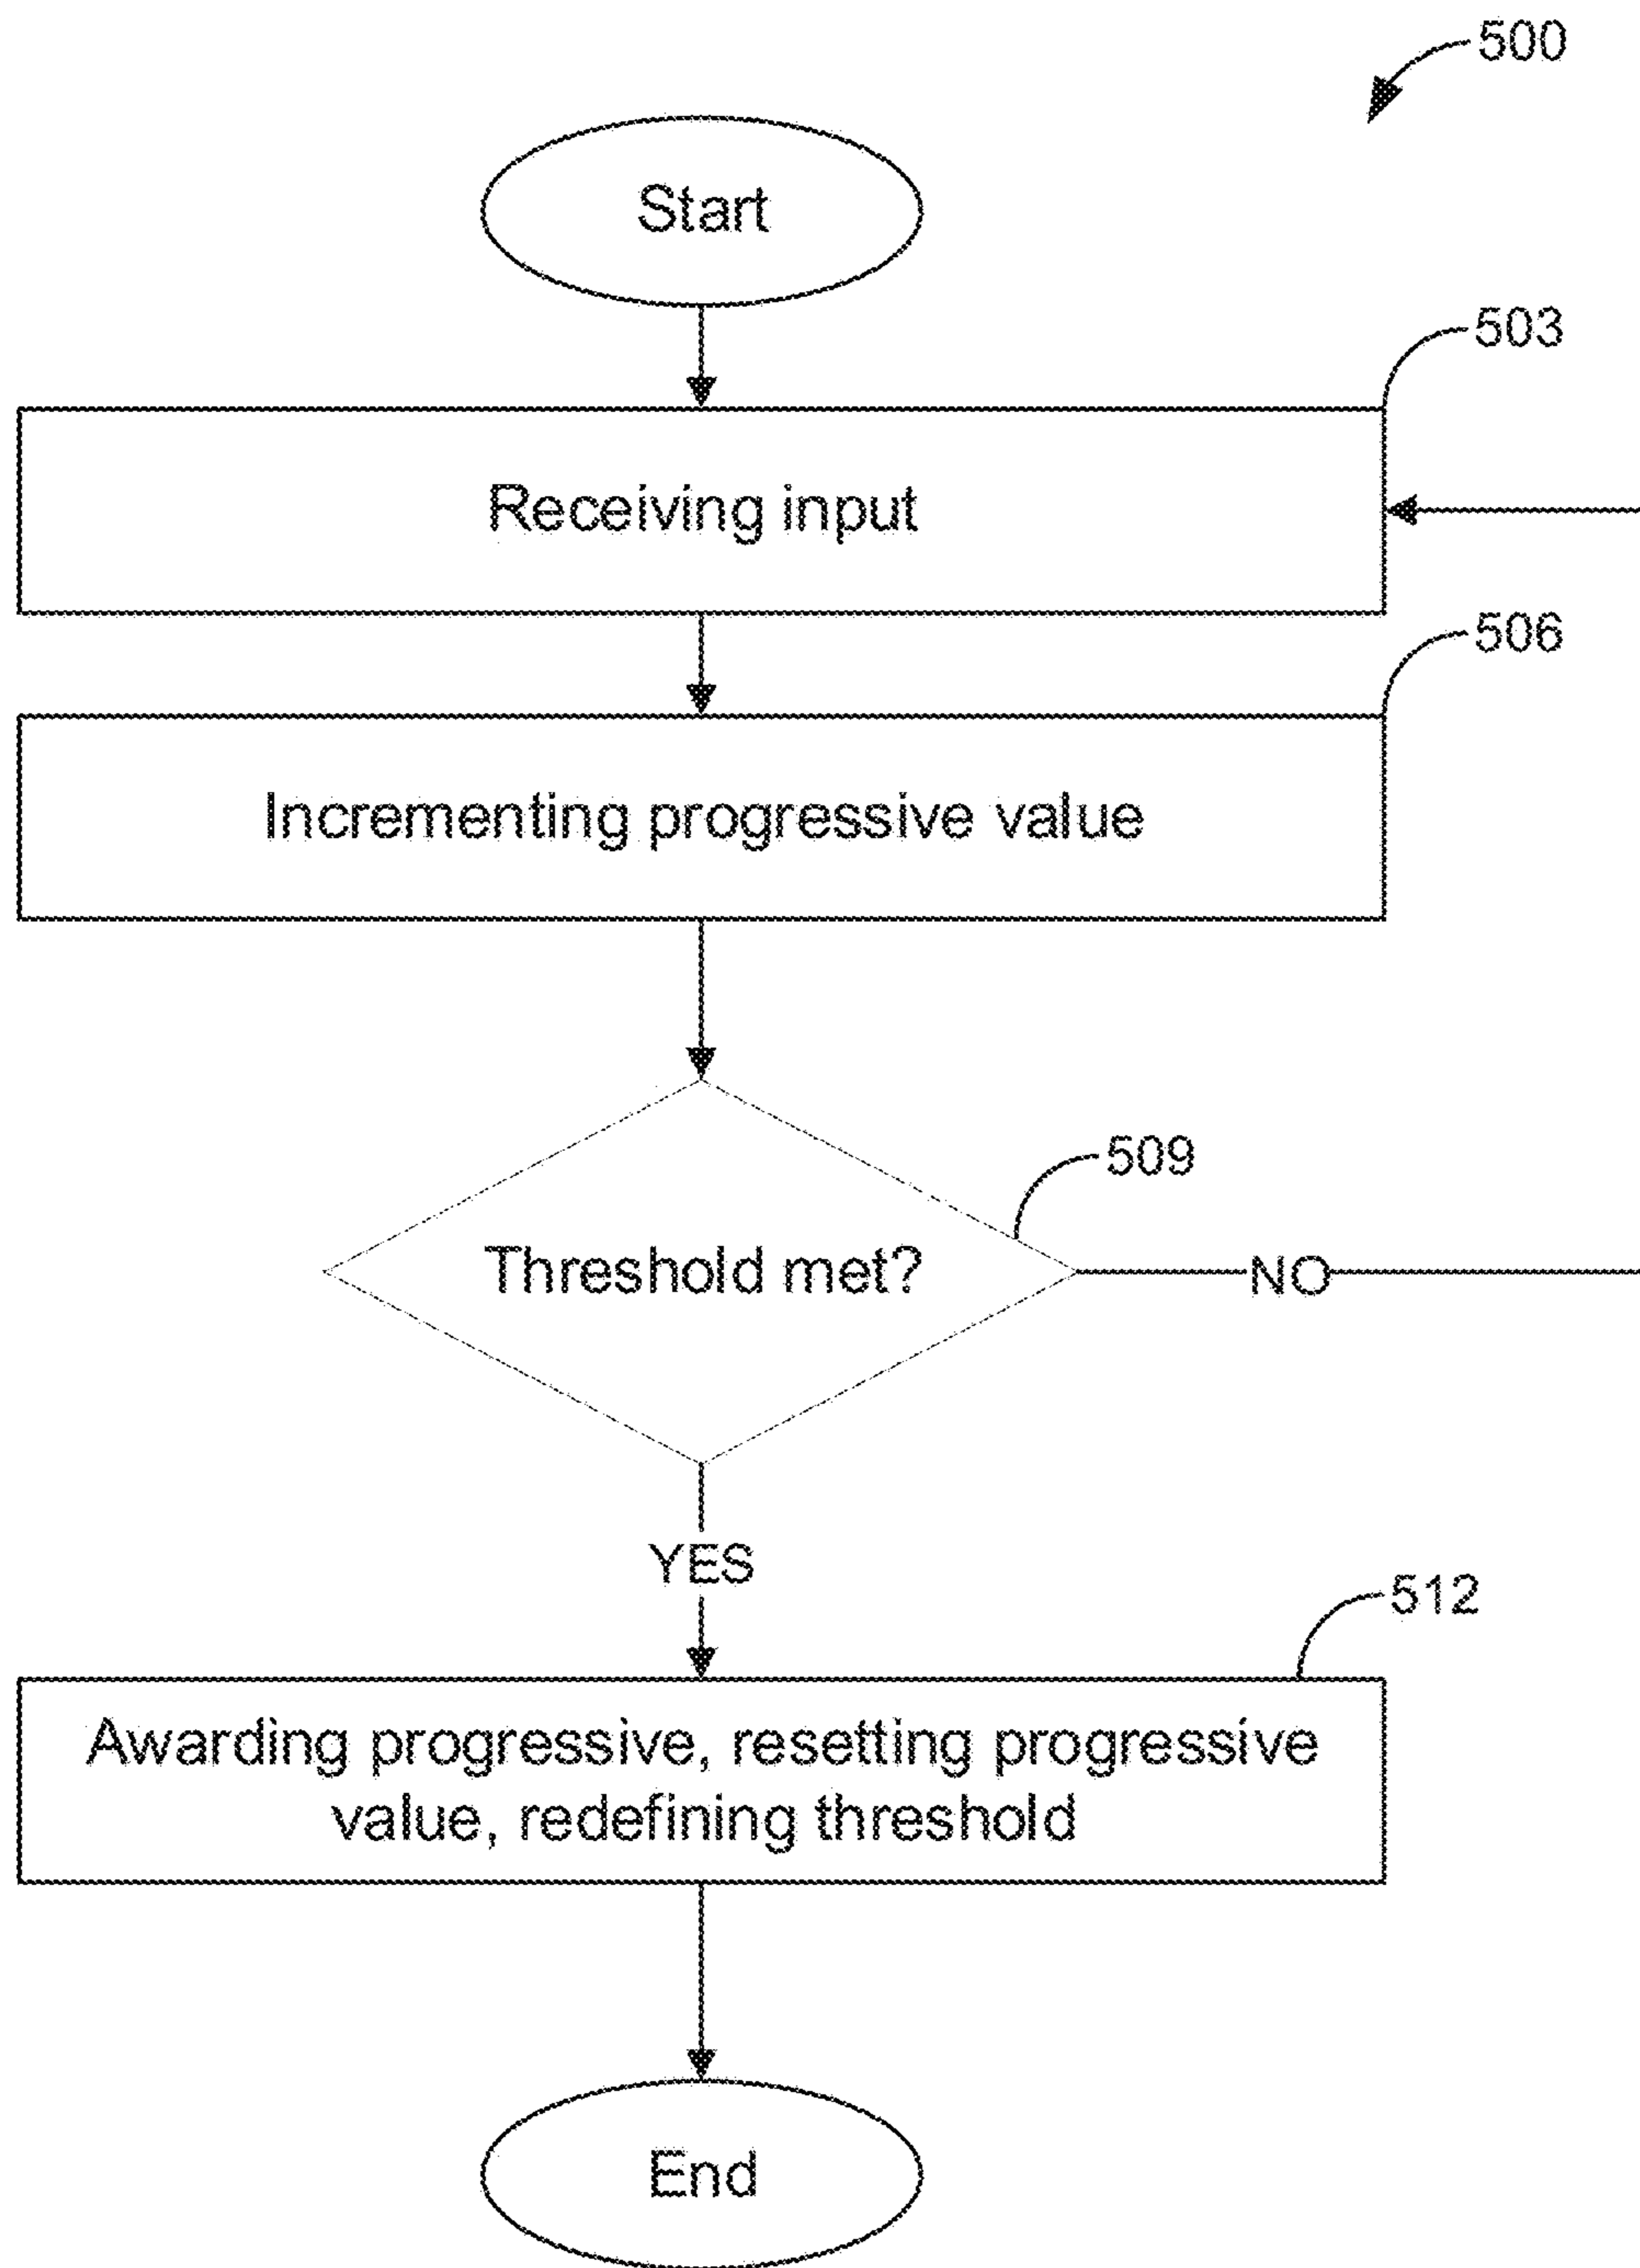 500
Start
503
Receiving input
506
Incrementing progressive value
509
Threshold met?
NO
YES
512
Awarding progressive, resetting progressive
value, redefining threshold
End